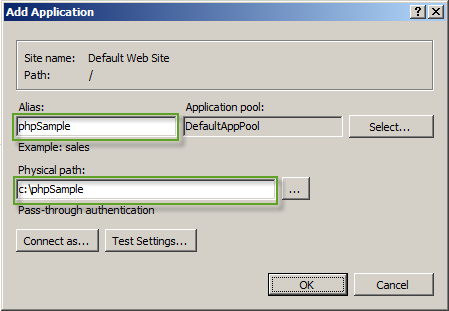 Add Application
Site name: Default Web Site
Path: /
Alias: Application pool:
phpSample DefaultAppPool Select...
Example: sales
Physical path:
c:\phpSample ...
Pass-through authentication
Connect as... Test Settings...
OK Cancel